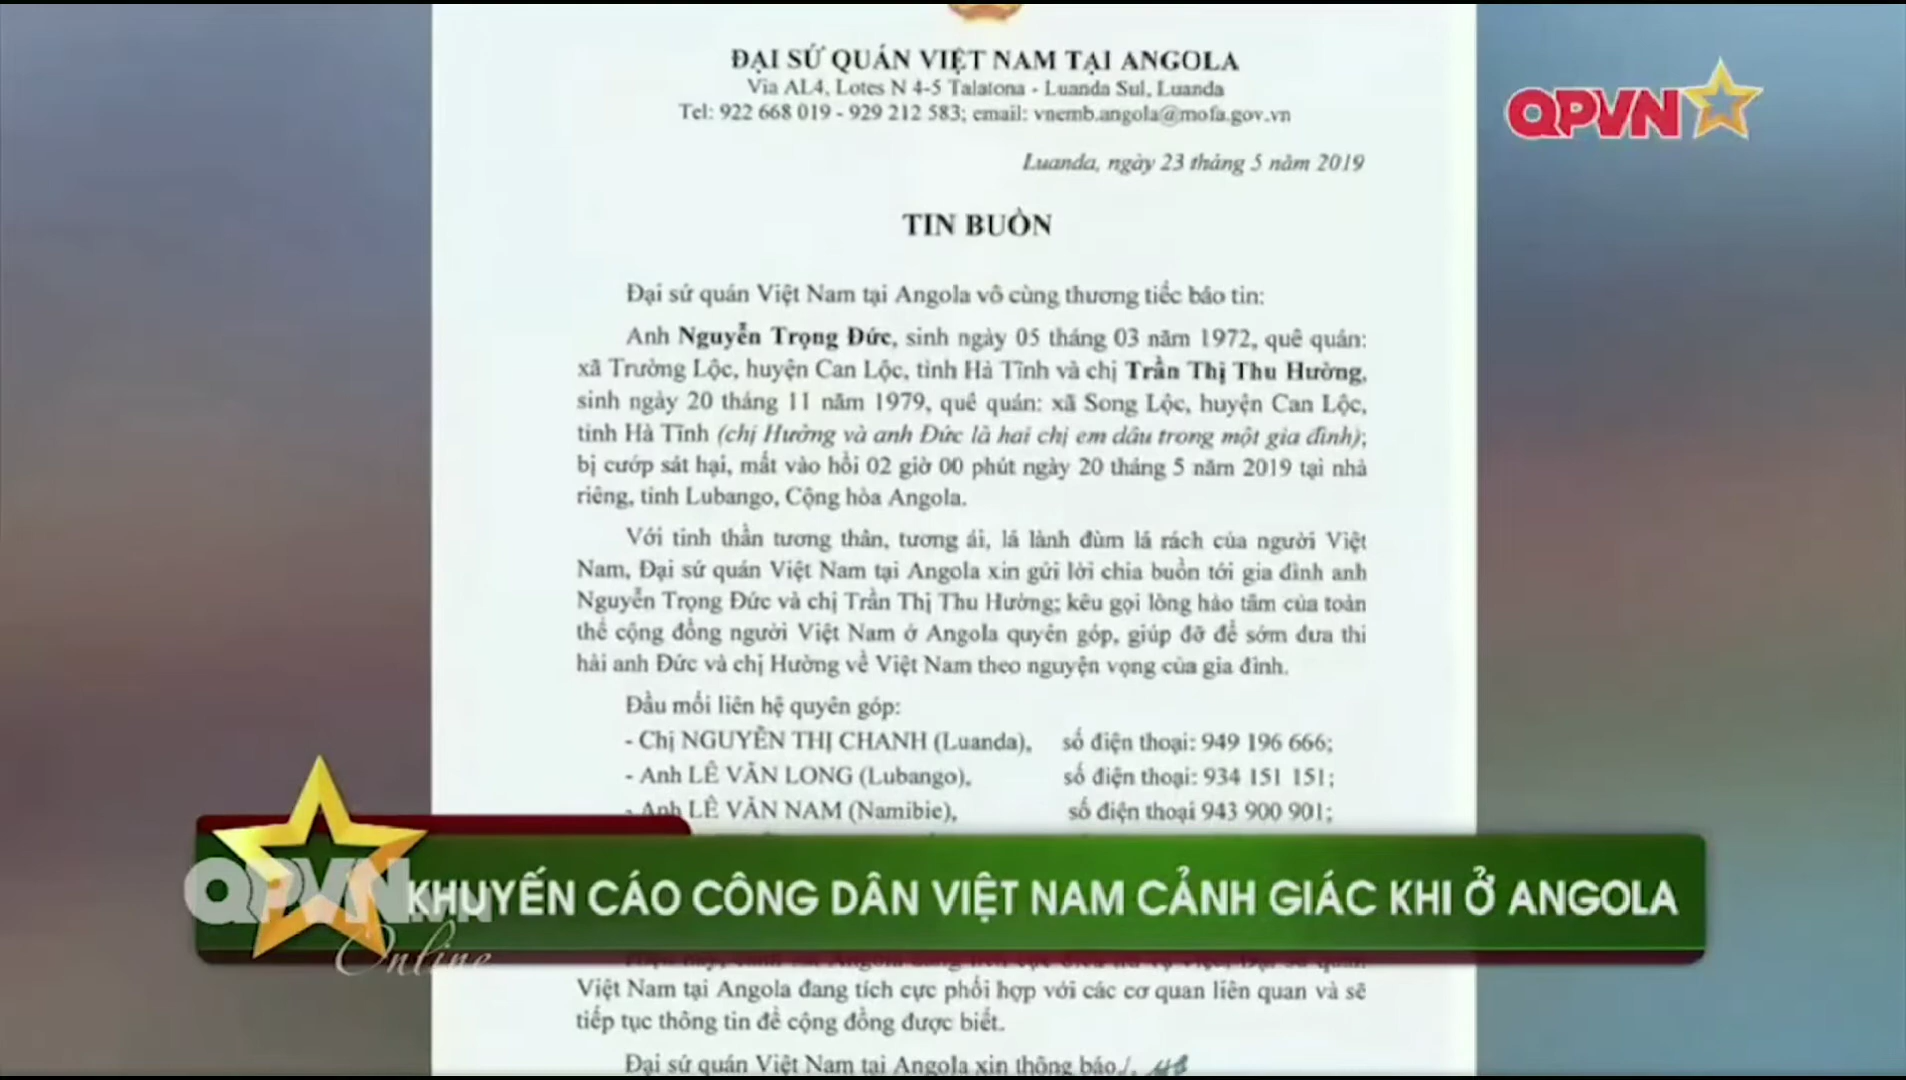 ĐẠI SỨ QUÁN VIỆT NAM TẠI ANGOLA
Via AL4, Lotes N 4-5 Talatona - Luanda Sul, Luanda
Tel: 922 668 019 - 929 212 583; email: vnemb.angola@mofa.gov.vn
QPVN
Luanda, ngày 23 tháng 5 năm 2019
TIN BUỒN
Đại sứ quán Việt Nam tại Angola vô cùng thương tiếc báo tin:
Anh Nguyễn Trọng Đức, sinh ngày 05 tháng 03 năm 1972, quê quán:
xã Trường Lộc, huyện Can Lộc, tỉnh Hà Tĩnh và chị Trần Thị Thu Hường,
sinh ngày 20 tháng 11 năm 1979, quê quán: xã Song Lộc, huyện Can Lộc,
tỉnh Hà Tĩnh (chị Hường và anh Đức là hai chị em dâu trong một gia đình);
bị cướp sát hại, mất vào hồi 02 giờ 00 phút ngày 20 tháng 5 năm 2019 tại nhà
riêng, tỉnh Lubango, Cộng hòa Angola.
Với tinh thần tương thân, tương ái, lá lành đùm lá rách của người Việt
Nam, Đại sứ quán Việt Nam tại Angola xin gửi lời chia buồn tới gia đình anh
Nguyễn Trọng Đức và chị Trần Thị Thu Hường; kêu gọi lòng hảo tâm của toàn
thể cộng đồng người Việt Nam ở Angola quyên góp, giúp đỡ để sớm đưa thi
hài anh Đức và chị Hường về Việt Nam theo nguyện vọng của gia đình.
Đầu mối liên hệ quyên góp:
- Chị NGUYỄN THỊ CHANH (Luanda), số điện thoại: 949 196 666;
- Anh LÊ VĂN LONG (Lubango), số điện thoại: 934 151 151;
- Anh LÊ VĂN NAM (Namibie), số điện thoại 943 900 901;
QPVN
Online
KHUYẾN CÁO CÔNG DÂN VIỆT NAM CẢNH GIÁC KHI Ở ANGOLA
Việt Nam tại Angola đang tích cực phối hợp với các cơ quan liên quan và sẽ
tiếp tục thông tin để cộng đồng được biết.
Đại sứ quán Việt Nam tại Angola xin thông báo./.